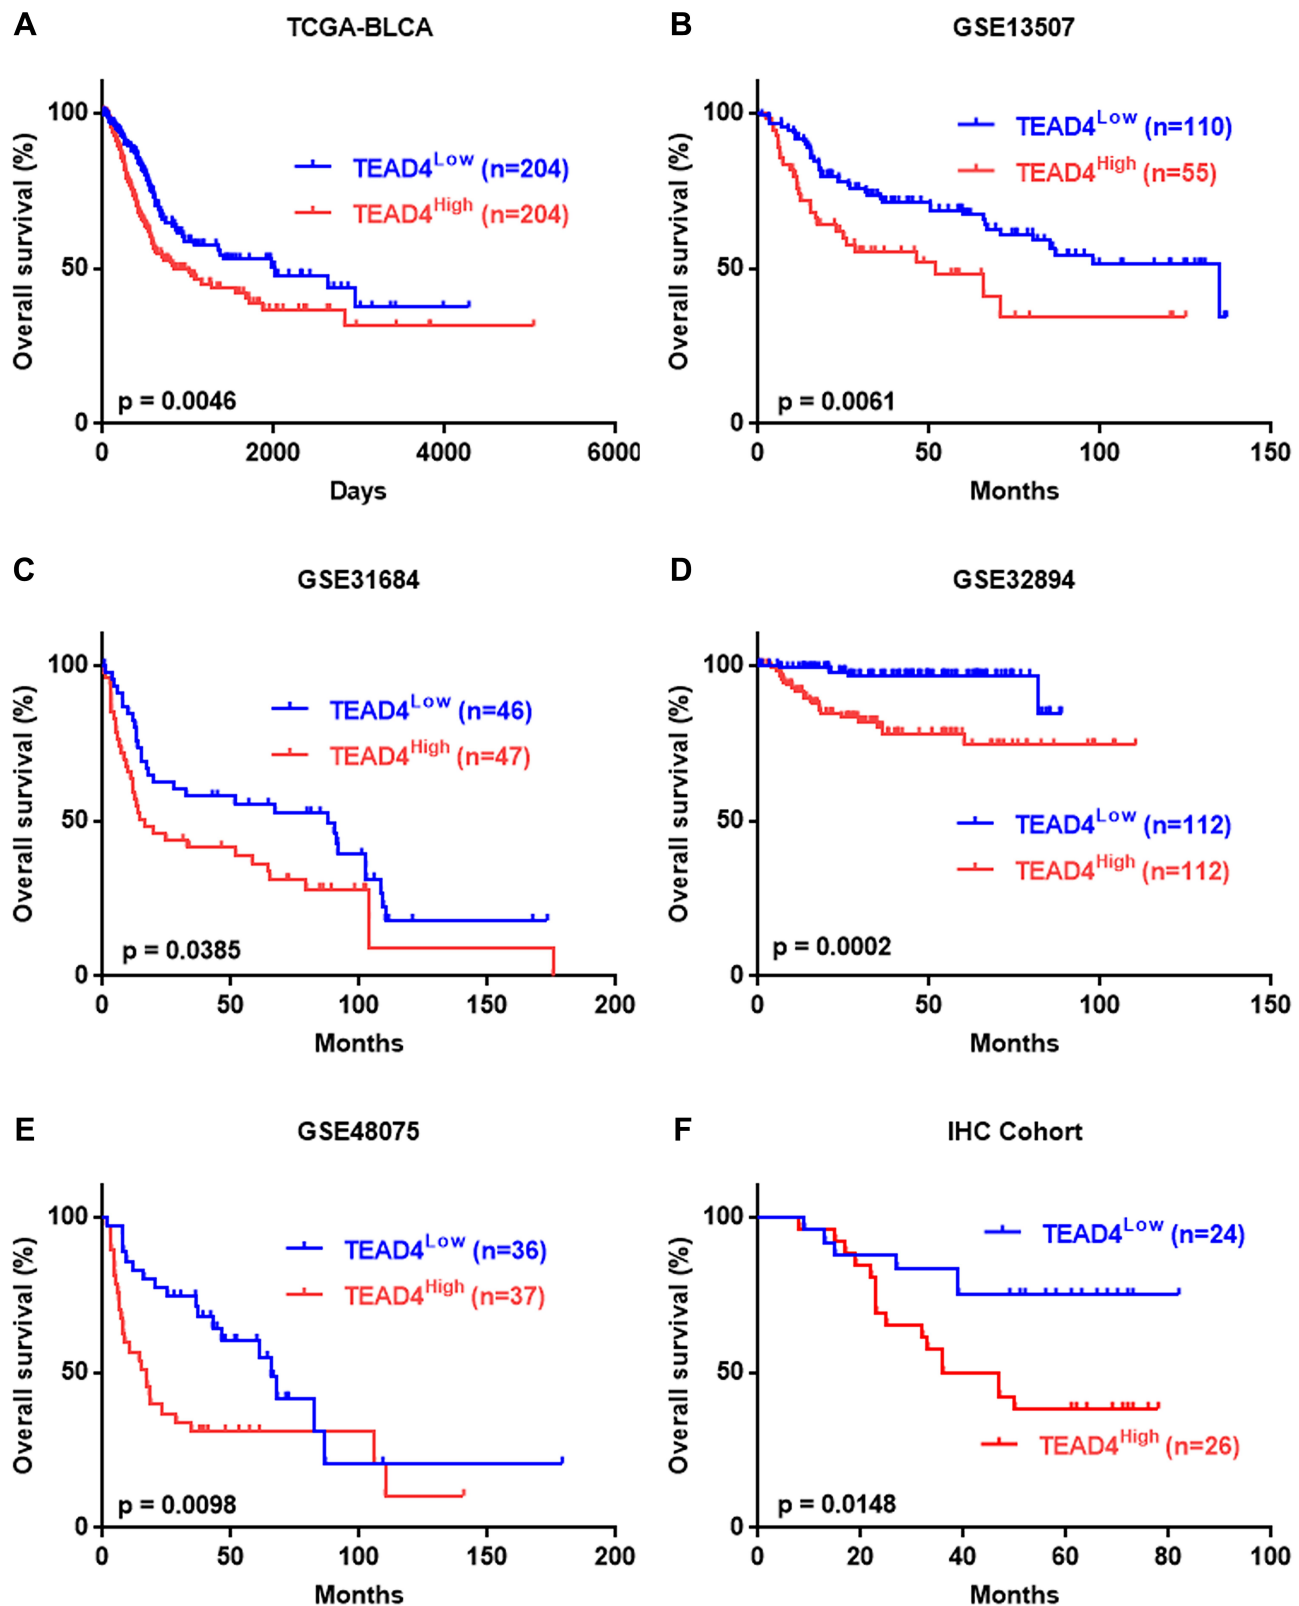 A
TCGA-BLCA
Overall survival (%)
100
50
0
TEAD4Low (n=204)
TEAD4High (n=204)
p = 0.0046
0 2000 4000 6000
Days
B
GSE13507
Overall survival (%)
100
50
0
TEAD4Low (n=110)
TEAD4High (n=55)
p = 0.0061
0 50 100 150
Months
C
GSE31684
Overall survival (%)
100
50
0
TEAD4Low (n=46)
TEAD4High (n=47)
p = 0.0385
0 50 100 150 200
Months
D
GSE32894
Overall survival (%)
100
50
0
TEAD4Low (n=112)
TEAD4High (n=112)
p = 0.0002
0 50 100 150
Months
E
GSE48075
Overall survival (%)
100
50
0
TEAD4Low (n=36)
TEAD4High (n=37)
p = 0.0098
0 50 100 150 200
Months
F
IHC Cohort
Overall survival (%)
100
50
0
TEAD4Low (n=24)
TEAD4High (n=26)
p = 0.0148
0 20 40 60 80 100
Months